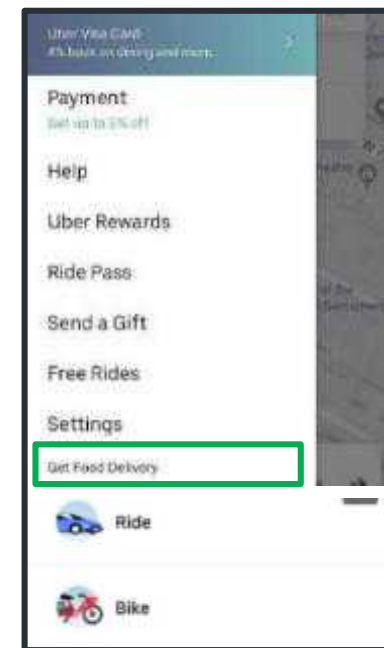 Uber Visa Card
4% back on dining and more.
Payment
Get up to 5% off
Help
Uber Rewards
Ride Pass
Send a Gift
Free Rides
Settings
Get Food Delivery
Ride
Bike